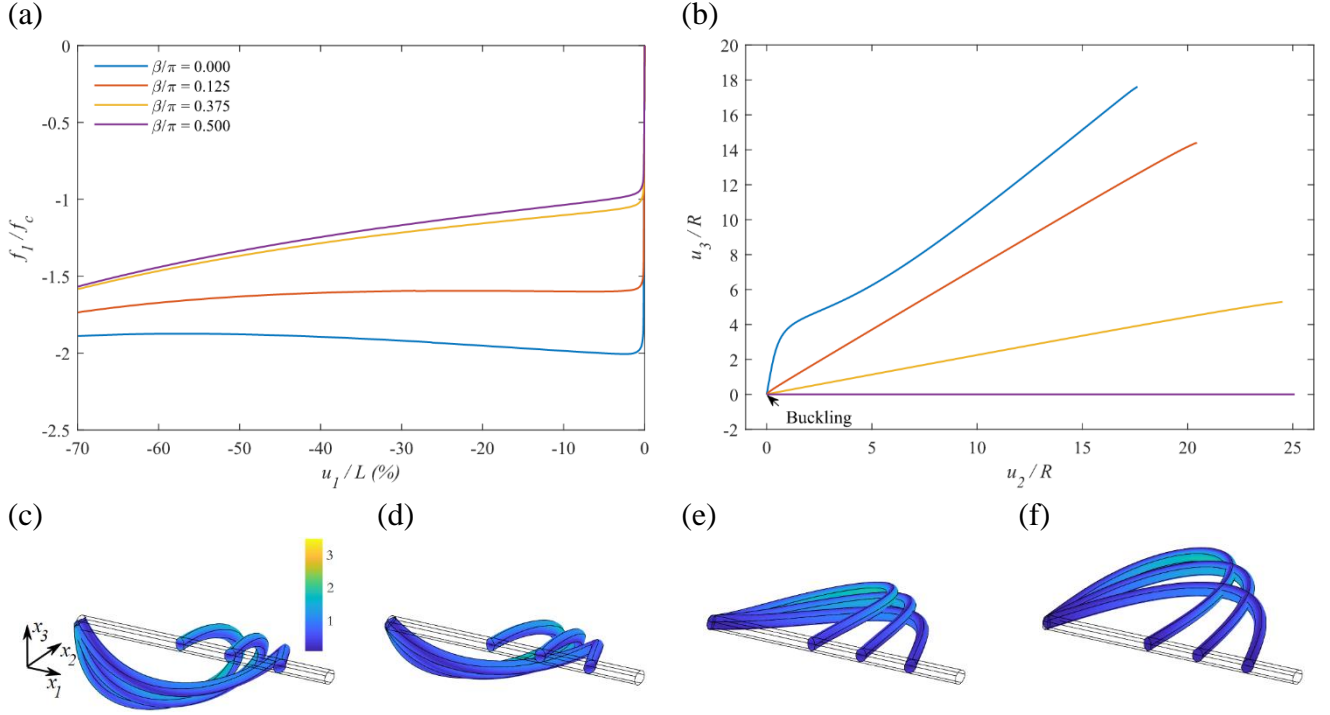 (a)
0
-0.5
-1
-1.5
-2
-2.5
f₁ / f_c
-70 -60 -50 -40 -30 -20 -10 0
u₁ / L (%)
β/π = 0.000
β/π = 0.125
β/π = 0.375
β/π = 0.500
(b)
20
18
16
14
12
10
8
6
4
2
0
-2
u₃ / R
Buckling
0 5 10 15 20 25
u₂ / R
(c)
3
2
1
x₃
x₂
x₁
(d)
(e)
(f)